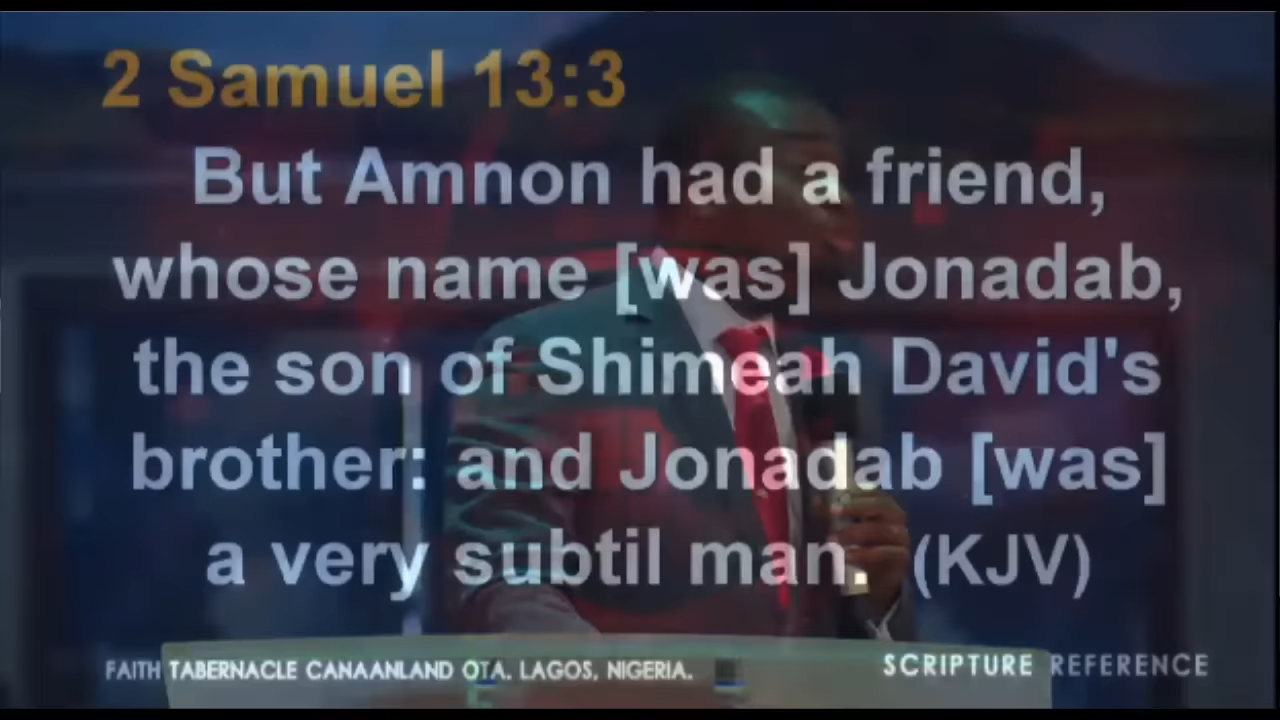 2 Samuel 13:3
But Amnon had a friend,
whose name [was] Jonadab,
the son of Shimeah David's
brother: and Jonadab [was]
a very subtil man. (KJV)
FAITH TABERNACLE CANAANLAND OTA. LAGOS, NIGERIA.
SCRIPTURE REFERENCE